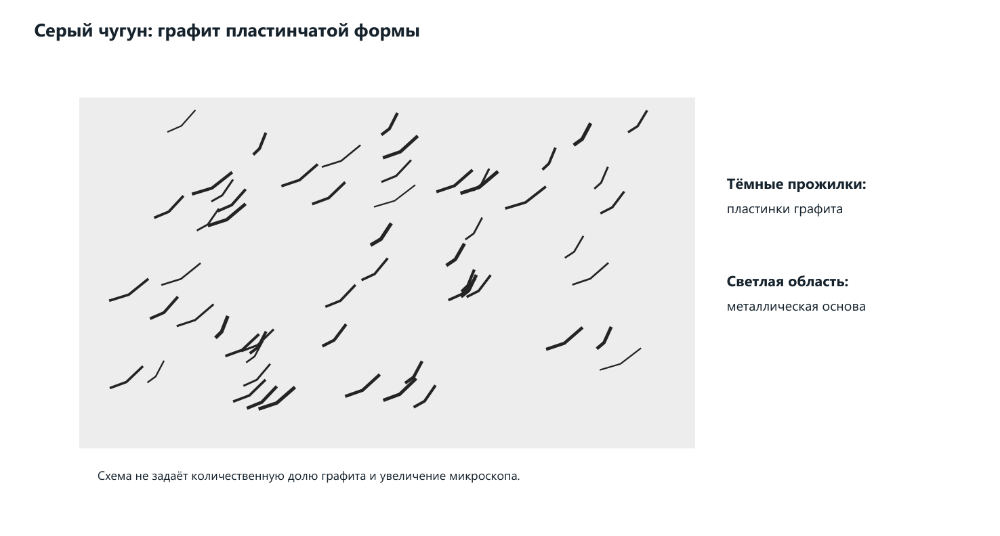 Серый чугун: графит пластинчатой формы
Тёмные прожилки:
пластинки графита
Светлая область:
металлическая основа
Схема не задаёт количественную долю графита и увеличение микроскопа.